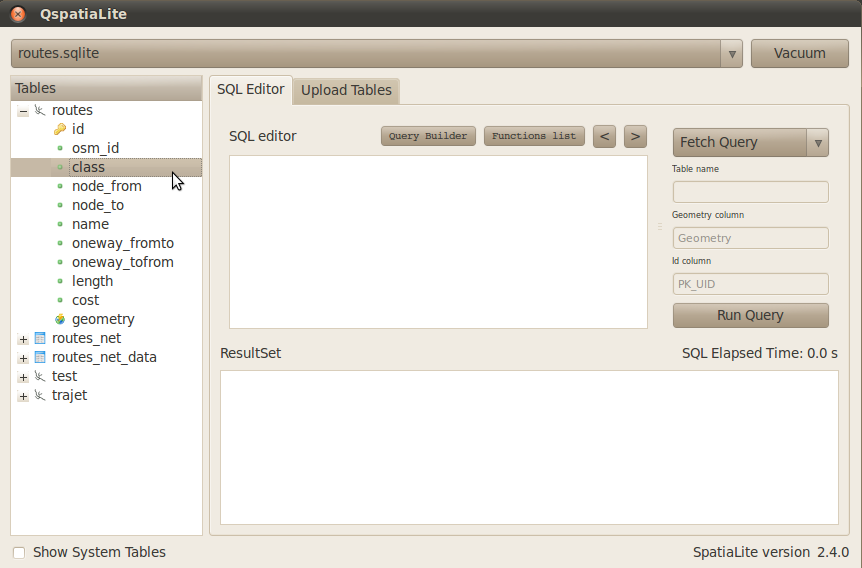 QspatiaLite
routes.sqlite
Vacuum
Tables
routes
id
osm_id
class
node_from
node_to
name
oneway_fromto
oneway_tofrom
length
cost
geometry
routes_net
routes_net_data
test
trajet
Show System Tables
SQL Editor
Upload Tables
SQL editor
Query Builder
Functions list
<
>
Fetch Query
Table name
Geometry column
Geometry
Id column
PK_UID
Run Query
ResultSet
SQL Elapsed Time: 0.0 s
SpatiaLite version 2.4.0